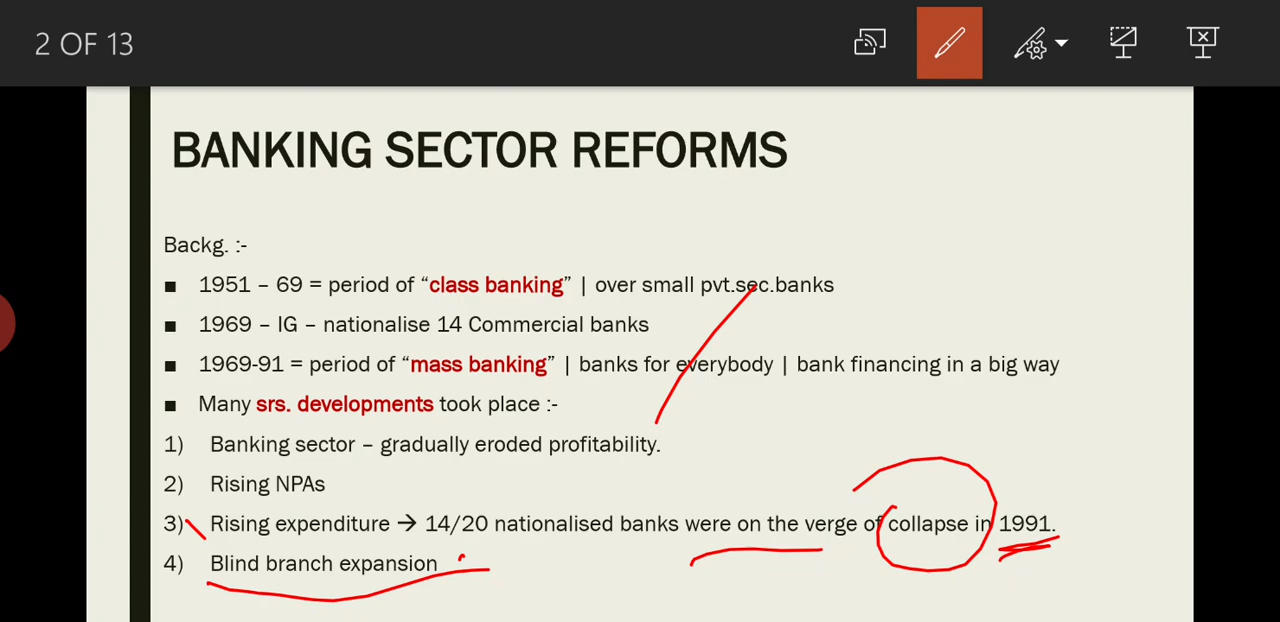 2 OF 13
BANKING SECTOR REFORMS
Backg. :-
■ 1951 – 69 = period of “class banking” | over small pvt.sec.banks
■ 1969 – IG – nationalise 14 Commercial banks
■ 1969-91 = period of “mass banking” | banks for everybody | bank financing in a big way
■ Many srs. developments took place :-
1) Banking sector – gradually eroded profitability.
2) Rising NPAs
3) Rising expenditure → 14/20 nationalised banks were on the verge of collapse in 1991.
4) Blind branch expansion